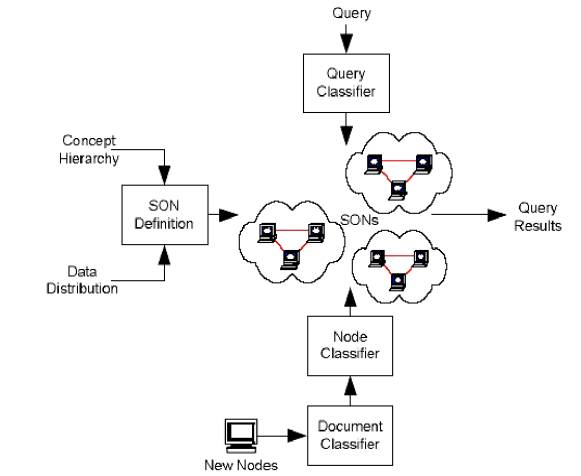 Query
Query
Classifier
Concept
Hierarchy
SON
Definition
SONs
Query
Results
Data
Distribution
Node
Classifier
Document
Classifier
New Nodes